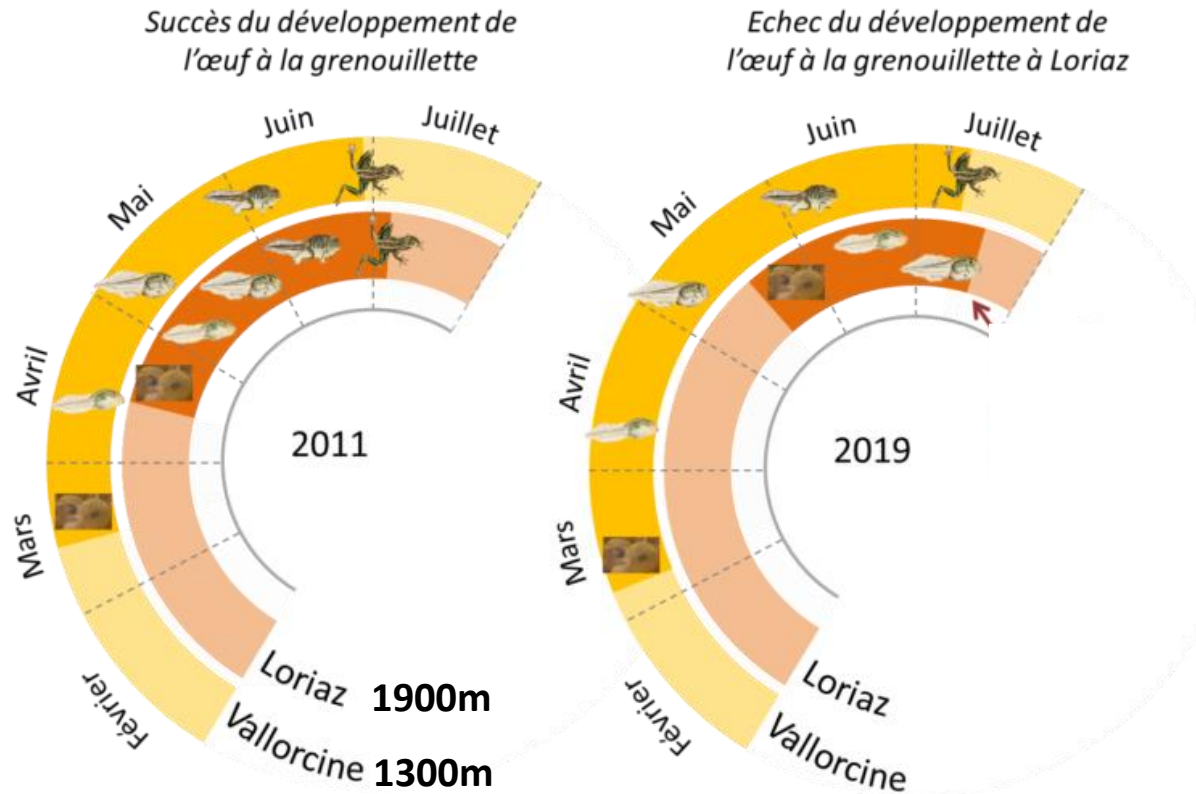 Succès du développement de
l'œuf à la grenouillette
Juin
Juillet
Mai
Avril
Mars
Février
2011
Loriaz 1900m
Vallorcine 1300m
Echec du développement de
l'œuf à la grenouillette à Loriaz
Juin
Juillet
Mai
Avril
Mars
Février
2019
Loriaz
Vallorcine